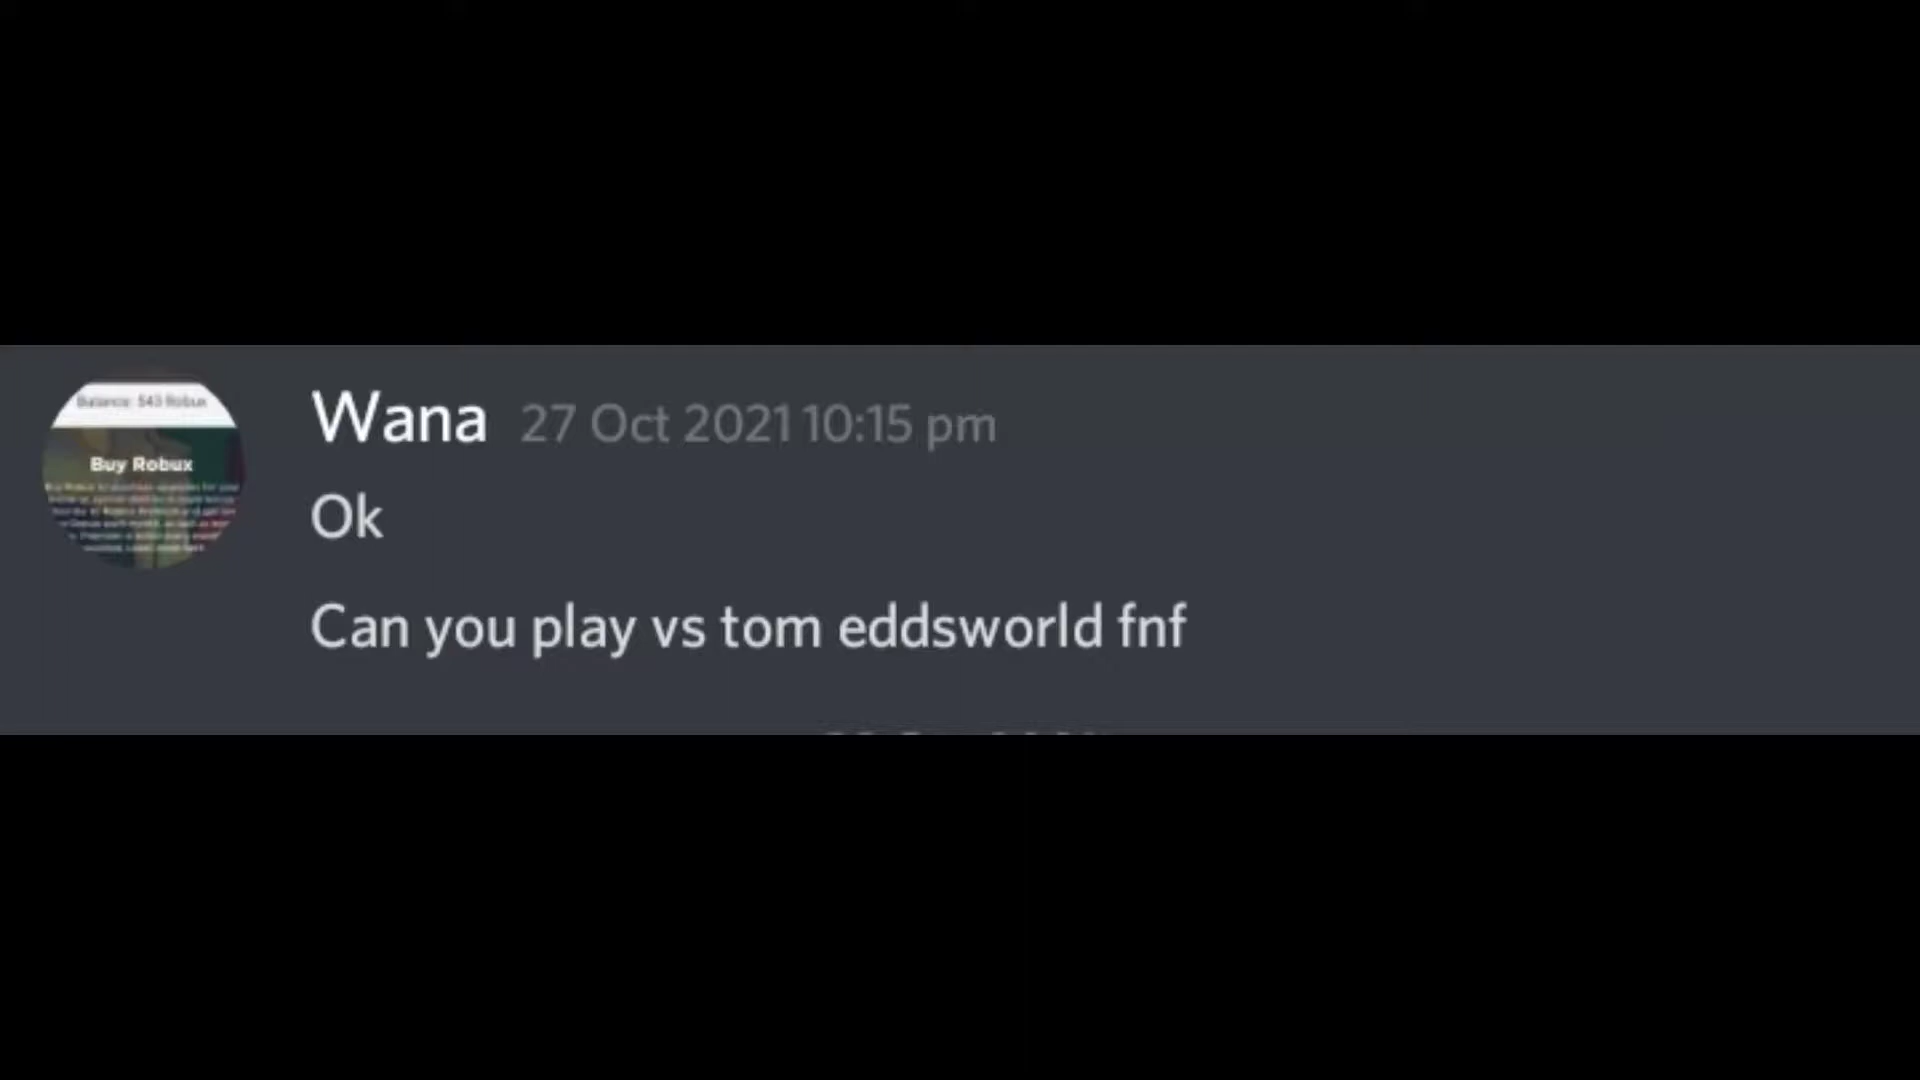 Balance: 543 Robux
Buy Robux
Wana 27 Oct 2021 10:15 pm
Ok
Can you play vs tom eddsworld fnf